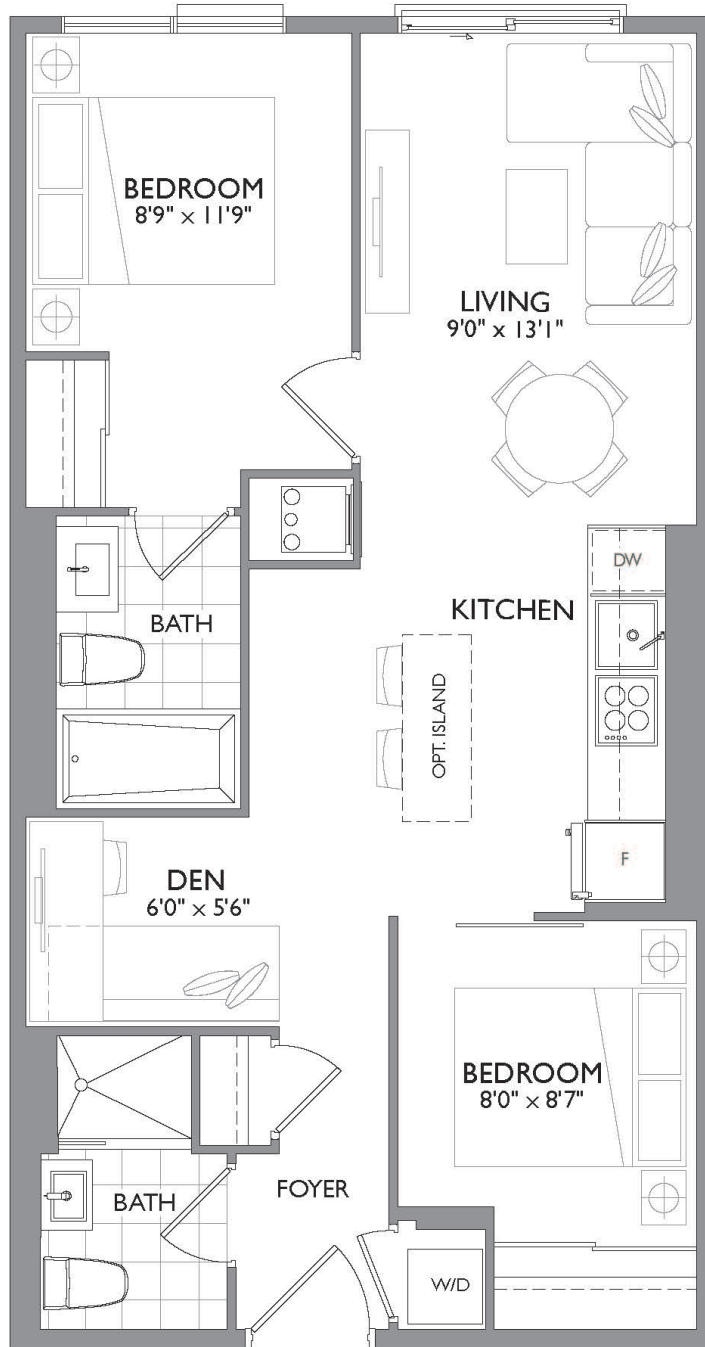 BEDROOM
8'9" x 11'9"
LIVING
9'0" x 13'1"
DW
KITCHEN
BATH
OPT. ISLAND
F
DEN
6'0" x 5'6"
BEDROOM
8'0" x 8'7"
FOYER
BATH
W/D